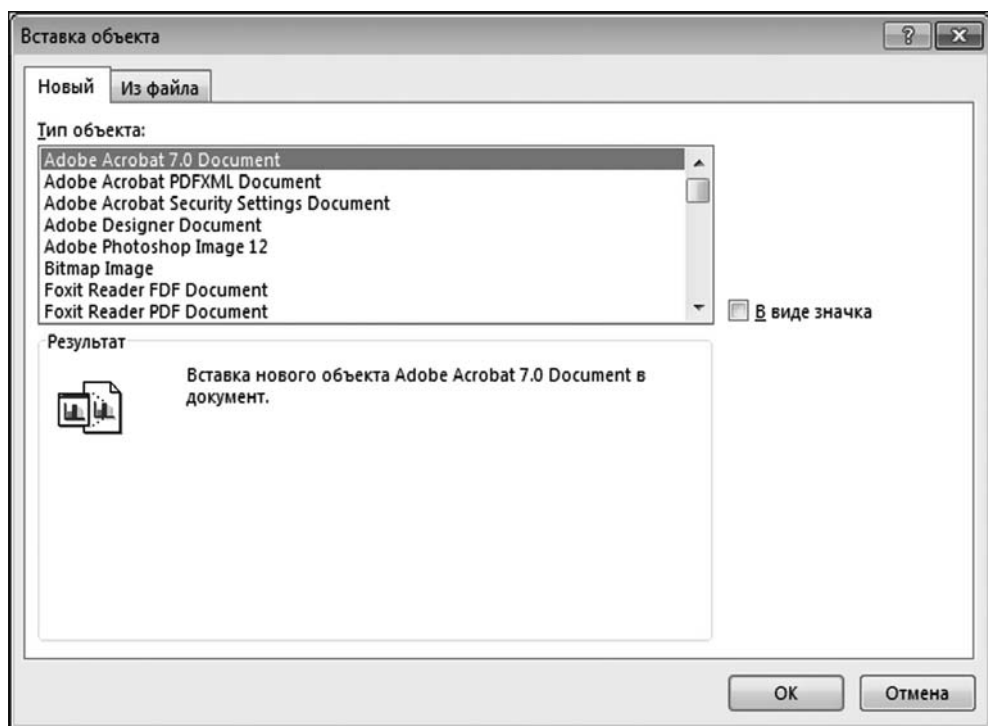 Вставка объекта
Новый
Из файла
Тип объекта:
Adobe Acrobat 7.0 Document
Adobe Acrobat PDFXML Document
Adobe Acrobat Security Settings Document
Adobe Designer Document
Adobe Photoshop Image 12
Bitmap Image
Foxit Reader FDF Document
Foxit Reader PDF Document
В виде значка
Результат
Вставка нового объекта Adobe Acrobat 7.0 Document в
документ.
ОК
Отмена